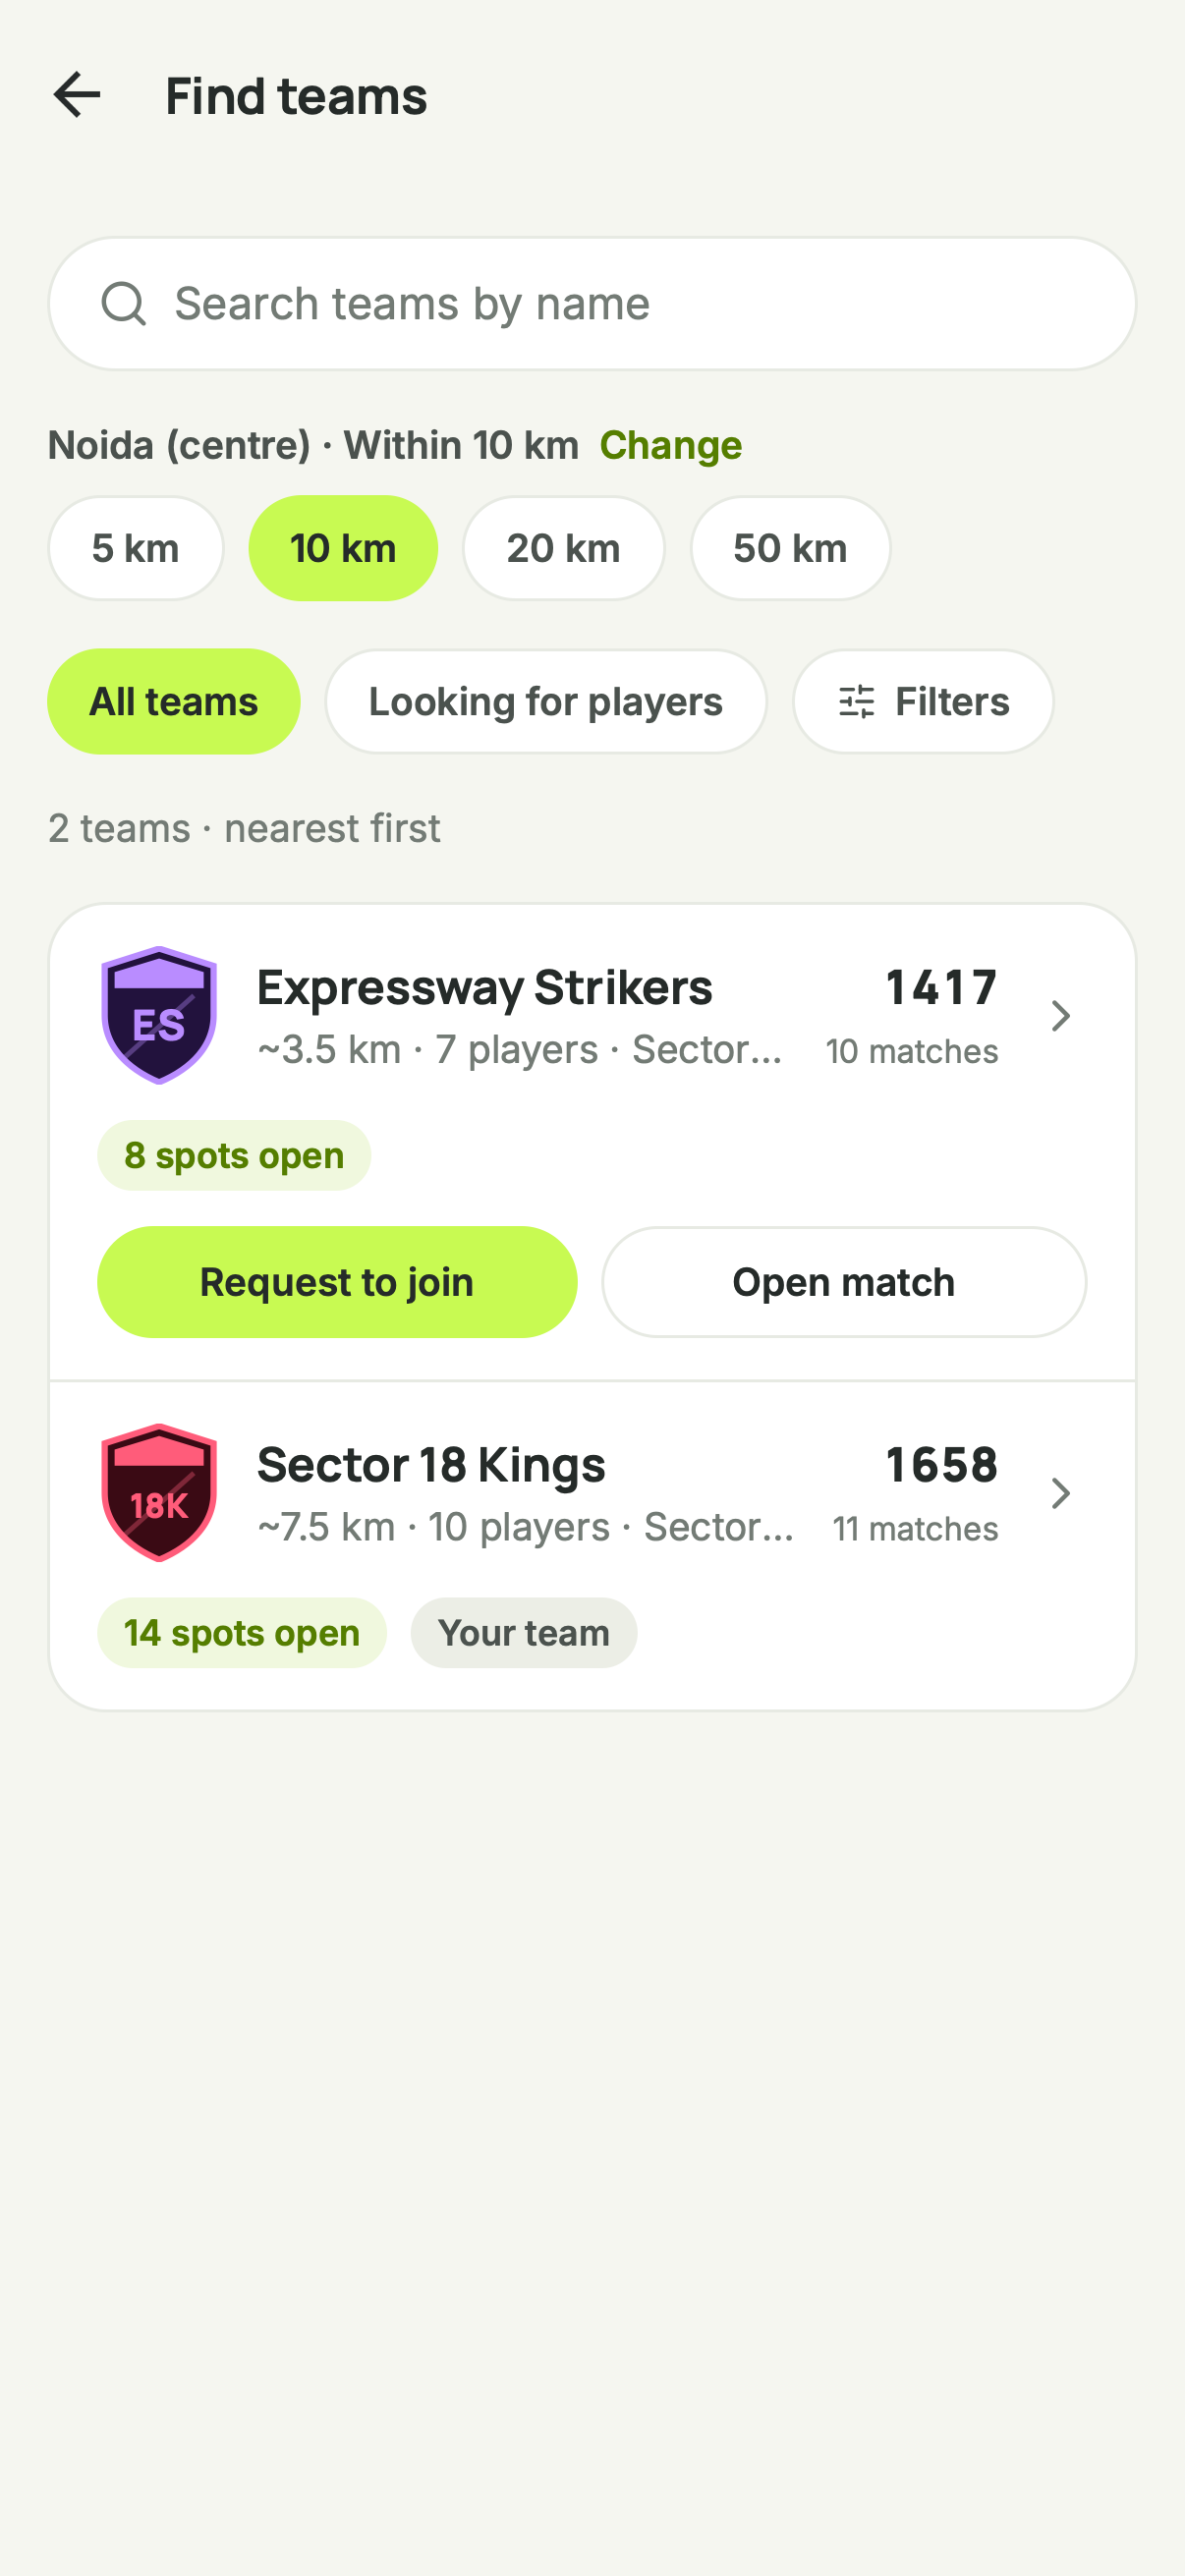 Find teams
Search teams by name
Noida (centre) · Within 10 km Change
5 km 10 km 20 km 50 km
All teams Looking for players Filters
2 teams · nearest first
ES
Expressway Strikers 1417
~3.5 km · 7 players · Sector... 10 matches
8 spots open
Request to join Open match
18K
Sector 18 Kings 1658
~7.5 km · 10 players · Sector... 11 matches
14 spots open Your team